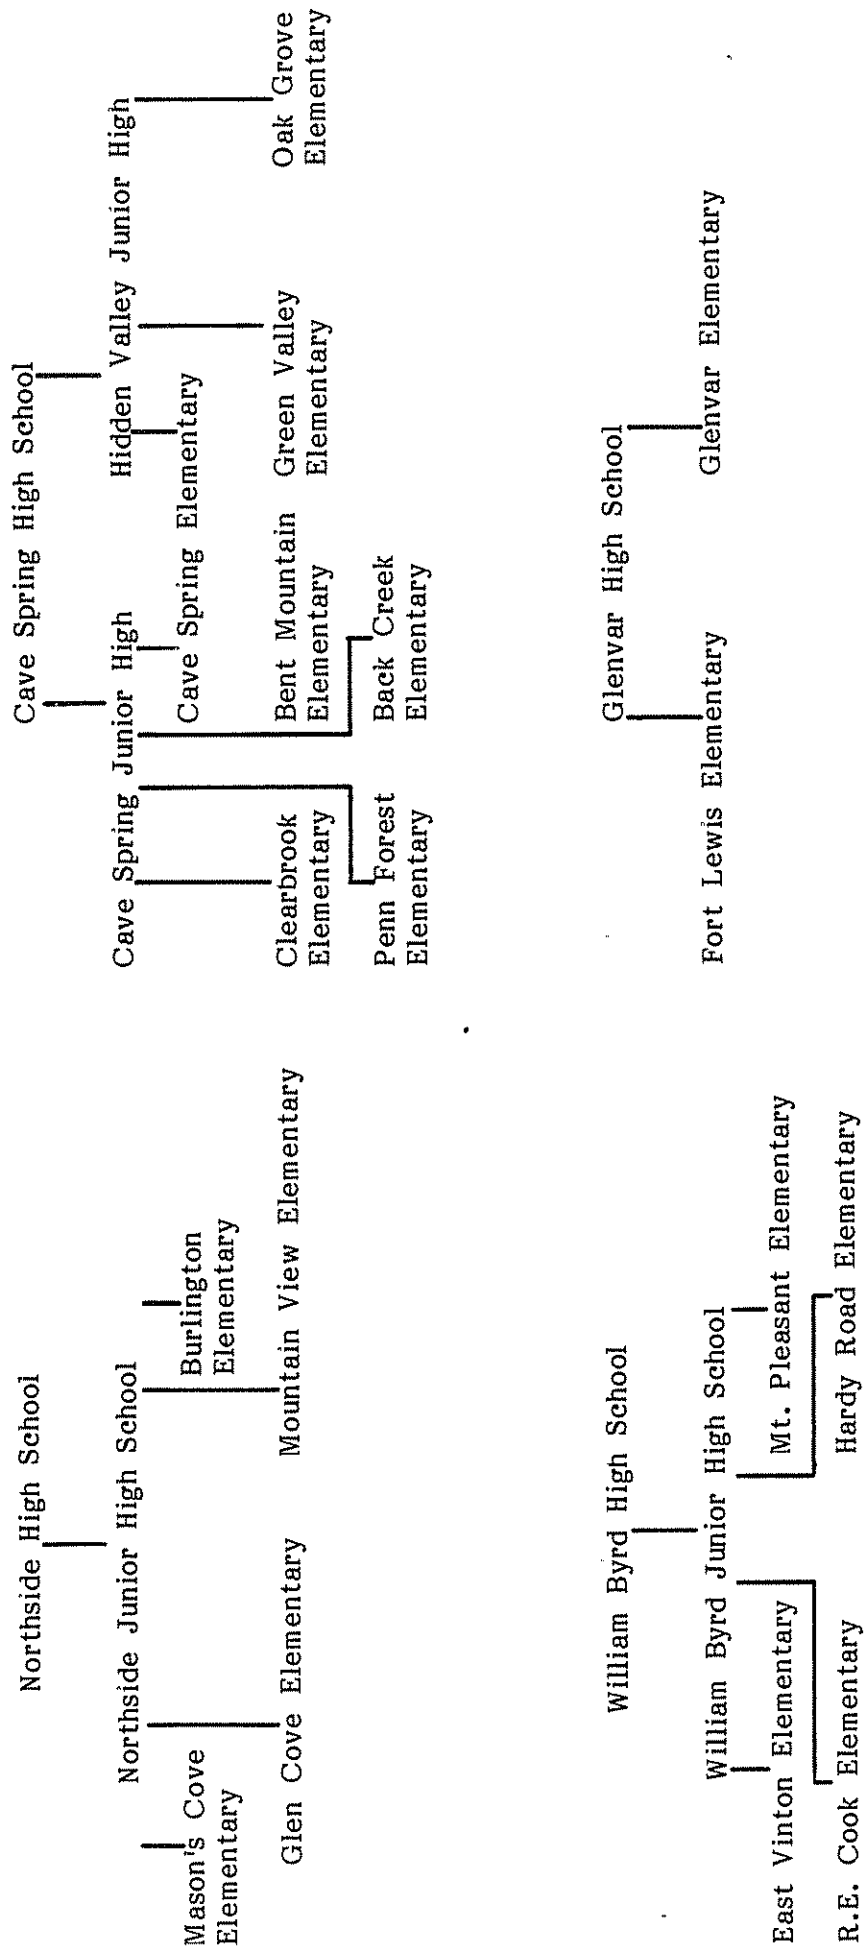 Northside High School
Northside Junior High School
Mason's Cove
Elementary
Burlington
Elementary
Glen Cove Elementary
Mountain View Elementary
Cave Spring High School
Cave Spring Junior High
Hidden Valley Junior High
Cave Spring Elementary
Clearbrook
Elementary
Bent Mountain
Elementary
Green Valley
Elementary
Oak Grove
Elementary
Penn Forest
Elementary
Back Creek
Elementary
William Byrd High School
William Byrd Junior High School
East Vinton Elementary
Mt. Pleasant Elementary
R.E. Cook Elementary
Hardy Road Elementary
Glenvar High School
Fort Lewis Elementary
Glenvar Elementary